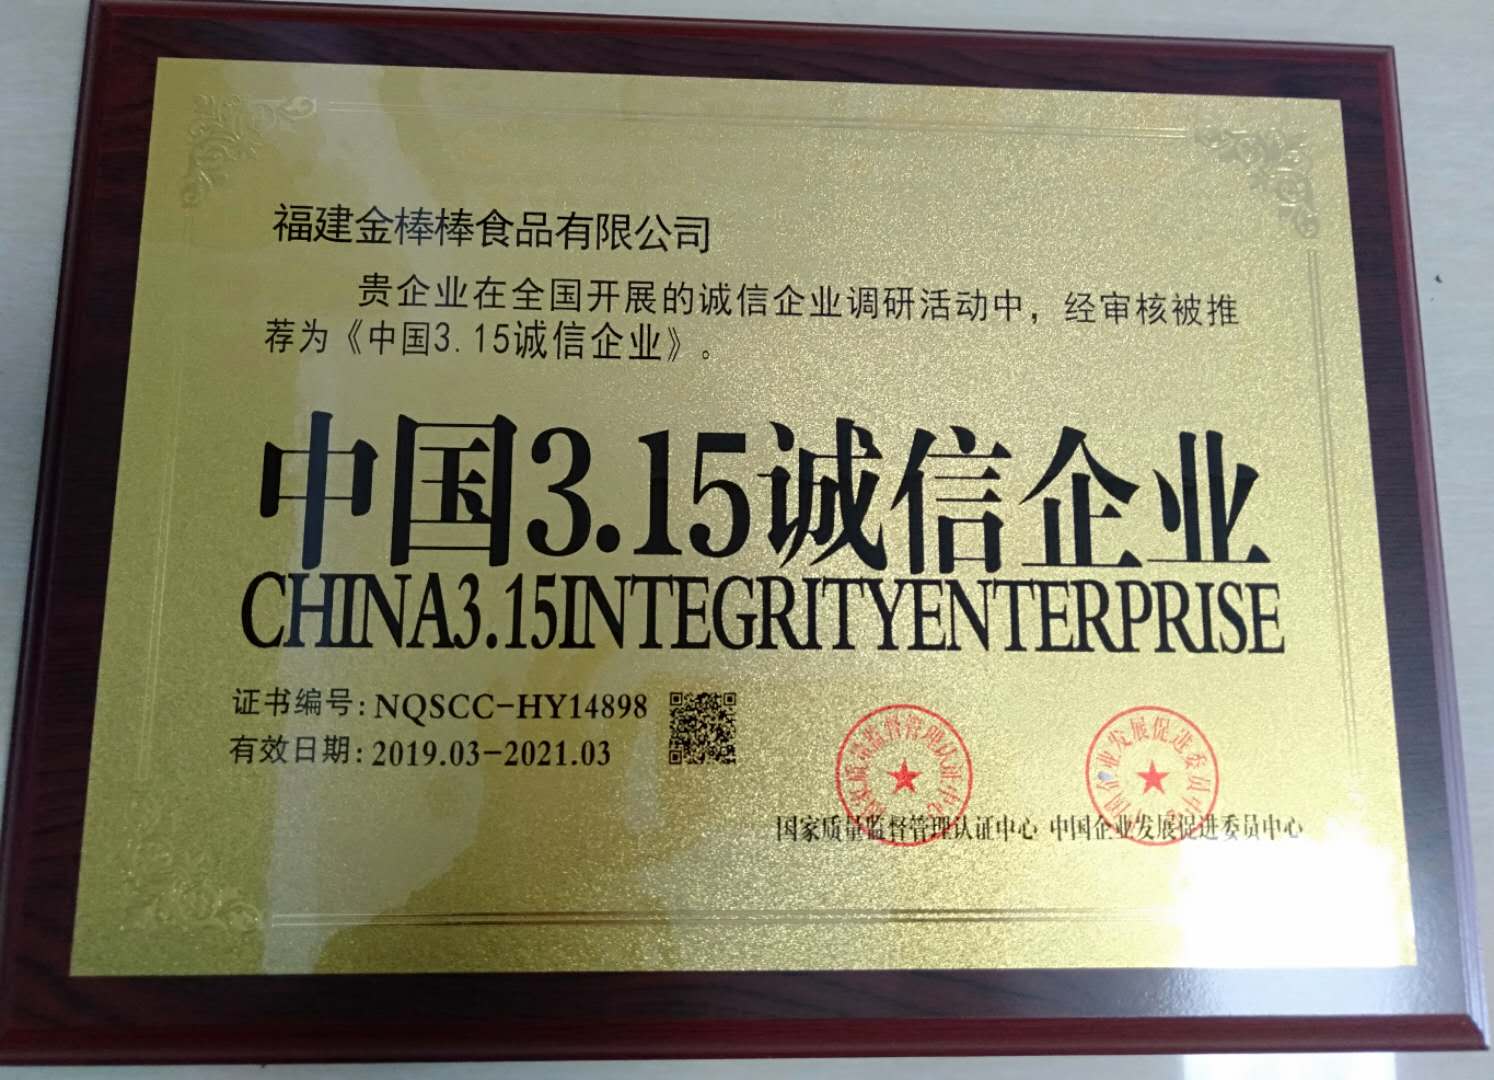 福建金棒棒食品有限公司
贵企业在全国开展的诚信企业调研活动中，经审核被推
荐为《中国3.15诚信企业》。
中国3.15诚信企业
CHINA3.15INTEGRITYENTERPRISE
证书编号:NQSCC-HY14898
有效日期:2019.03-2021.03
国家质量监督管理认证中心 中国企业发展促进委员中心